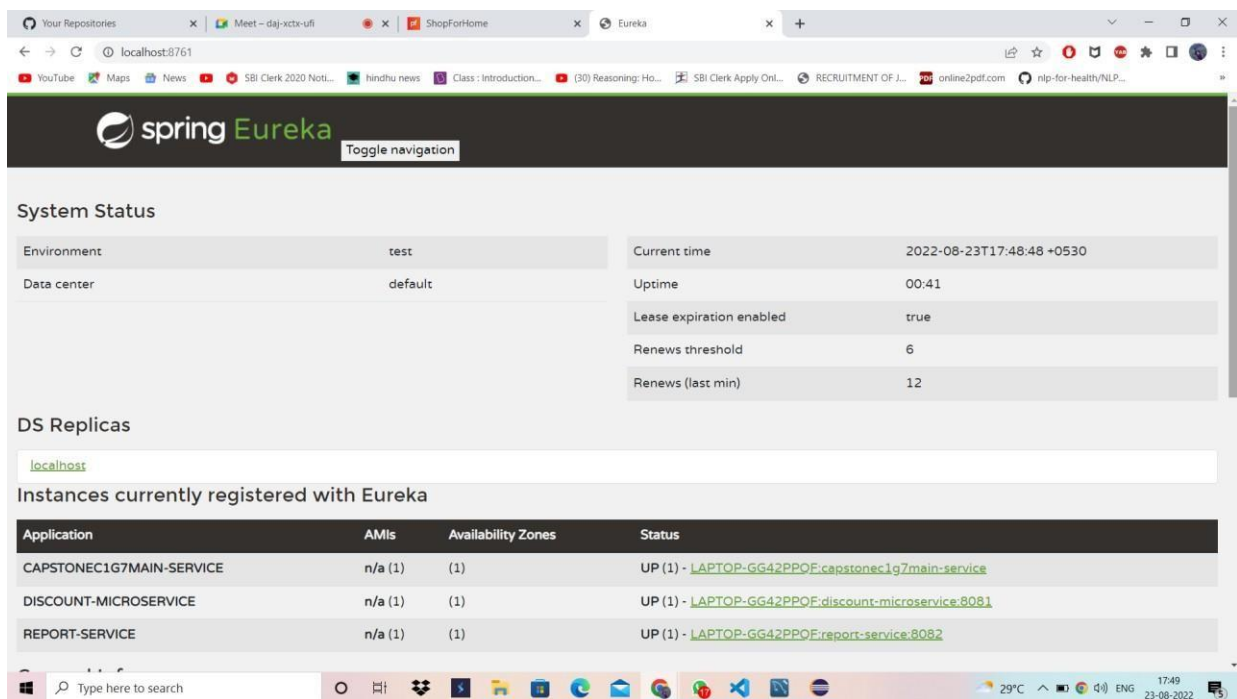 Your Repositories
Meet – daj-xctx-ufi
ShopForHome
Eureka
localhost:8761
YouTube Maps News SBI Clerk 2020 Noti... hindhu news Class : Introduction... (30) Reasoning: Ho... SBI Clerk Apply Onl... RECRUITMENT OF J... online2pdf.com nlp-for-health/NLP...
spring Eureka
Toggle navigation
System Status
Environment test
Data center default
Current time 2022-08-23T17:48:48 +0530
Uptime 00:41
Lease expiration enabled true
Renews threshold 6
Renews (last min) 12
DS Replicas
localhost
Instances currently registered with Eureka
Application AMIs Availability Zones Status
CAPSTONEC1G7MAIN-SERVICE n/a (1) (1) UP (1) - LAPTOP-GG42PPQF:capstonec1g7main-service
DISCOUNT-MICROSERVICE n/a (1) (1) UP (1) - LAPTOP-GG42PPQF:discount-microservice:8081
REPORT-SERVICE n/a (1) (1) UP (1) - LAPTOP-GG42PPQF:report-service:8082
Type here to search
29°C ENG 17:49
23-08-2022